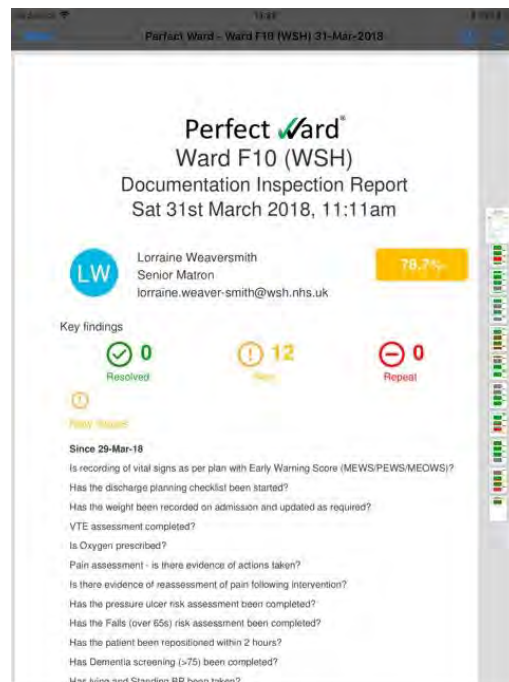 Perfect Ward - Ward F10 (WSH) 31-Mar-2018
Perfect Ward®
Ward F10 (WSH)
Documentation Inspection Report
Sat 31st March 2018, 11:11am
LW
Lorraine Weaversmith
Senior Matron
lorraine.weaver-smith@wsh.nhs.uk
78.7%
Key findings
0
Resolved
12
New
0
Repeat
New Issues
Since 29-Mar-18
Is recording of vital signs as per plan with Early Warning Score (MEWS/PEWS/MEOWS)?
Has the discharge planning checklist been started?
Has the weight been recorded on admission and updated as required?
VTE assessment completed?
Is Oxygen prescribed?
Pain assessment - is there evidence of actions taken?
Is there evidence of reassessment of pain following intervention?
Has the pressure ulcer risk assessment been completed?
Has the Falls (over 65s) risk assessment been completed?
Has the patient been repositioned within 2 hours?
Has Dementia screening (>75) been completed?
Has lying and Standing BP been taken?